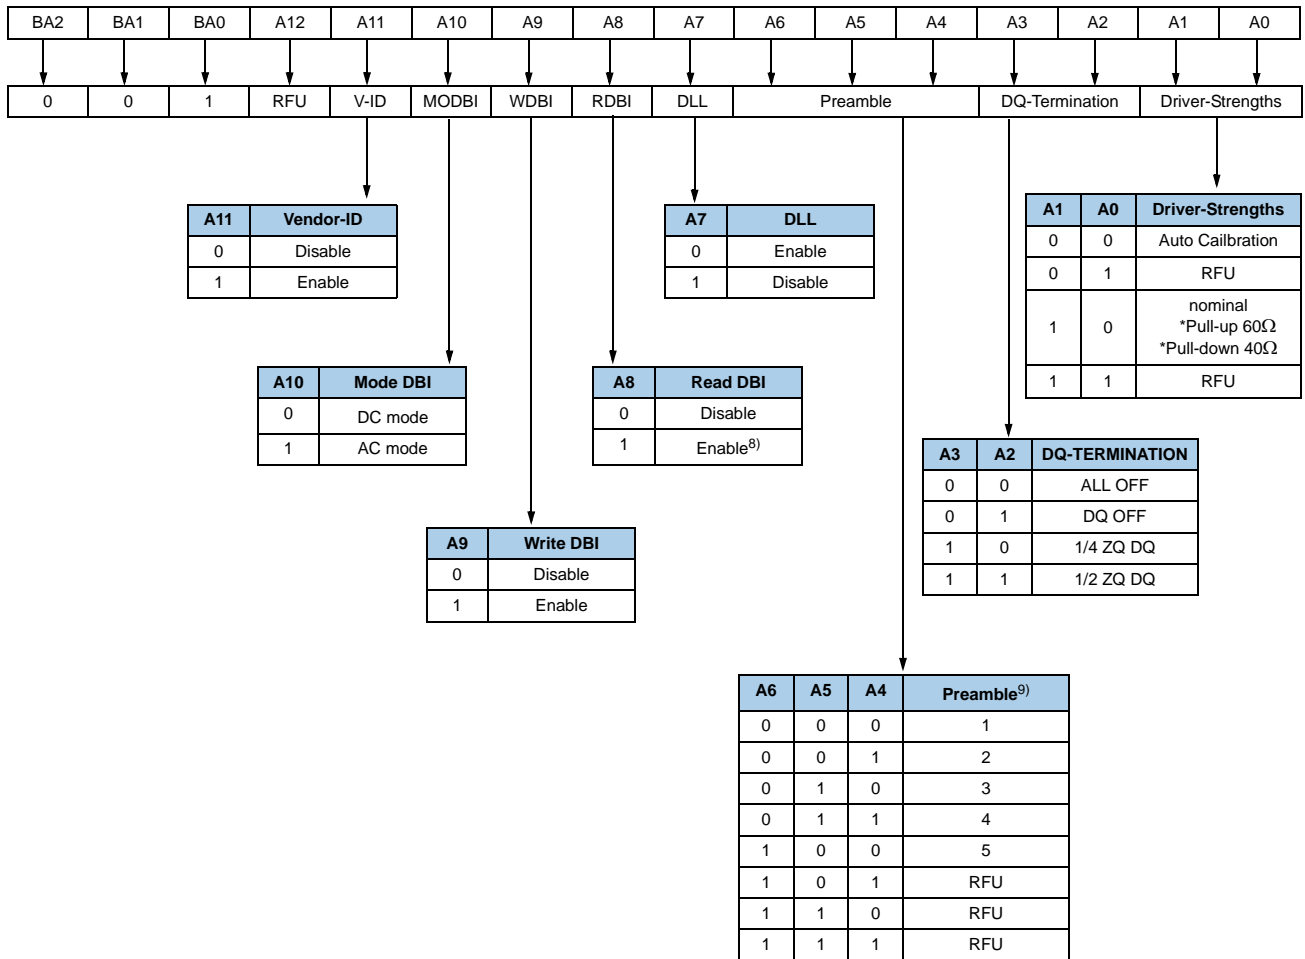 BA2 BA1 BA0 A12 A11 A10 A9 A8 A7 A6 A5 A4 A3 A2 A1 A0
0 0 1 RFU V-ID MODBI WDBI RDBI DLL Preamble DQ-Termination Driver-Strengths
A11 Vendor-ID
0 Disable
1 Enable
A7 DLL
0 Enable
1 Disable
A1 A0 Driver-Strengths
0 0 Auto Cailbration
0 1 RFU
1 0 nominal
*Pull-up 60Ω
*Pull-down 40Ω
1 1 RFU
A10 Mode DBI
0 DC mode
1 AC mode
A8 Read DBI
0 Disable
1 Enable8)
A3 A2 DQ-TERMINATION
0 0 ALL OFF
0 1 DQ OFF
1 0 1/4 ZQ DQ
1 1 1/2 ZQ DQ
A9 Write DBI
0 Disable
1 Enable
A6 A5 A4 Preamble9)
0 0 0 1
0 0 1 2
0 1 0 3
0 1 1 4
1 0 0 5
1 0 1 RFU
1 1 0 RFU
1 1 1 RFU